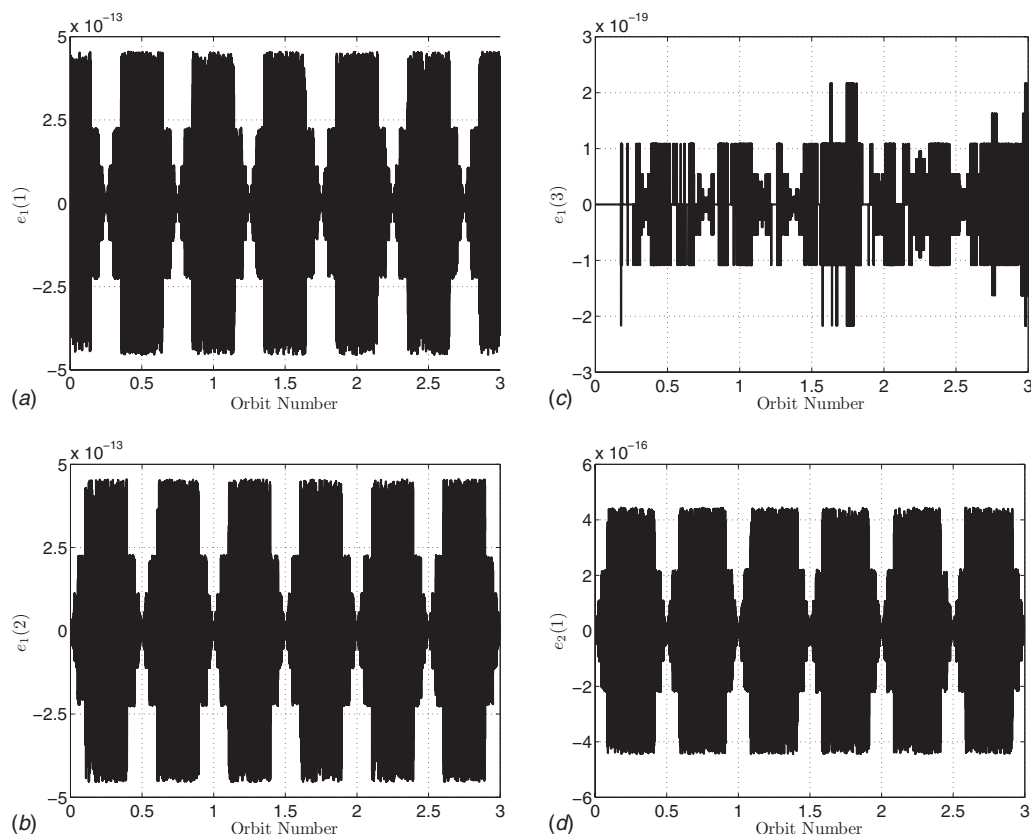 x 10−13
5
2.5
0
−2.5
−5
e1(1)
0 0.5 1 1.5 2 2.5 3
Orbit Number
(a)
x 10−19
3
2
1
0
−1
−2
−3
e1(3)
0 0.5 1 1.5 2 2.5 3
Orbit Number
(c)
x 10−13
5
2.5
0
−2.5
−5
e1(2)
0 0.5 1 1.5 2 2.5 3
Orbit Number
(b)
x 10−16
6
4
2
0
−2
−4
−6
e2(1)
0 0.5 1 1.5 2 2.5 3
Orbit Number
(d)